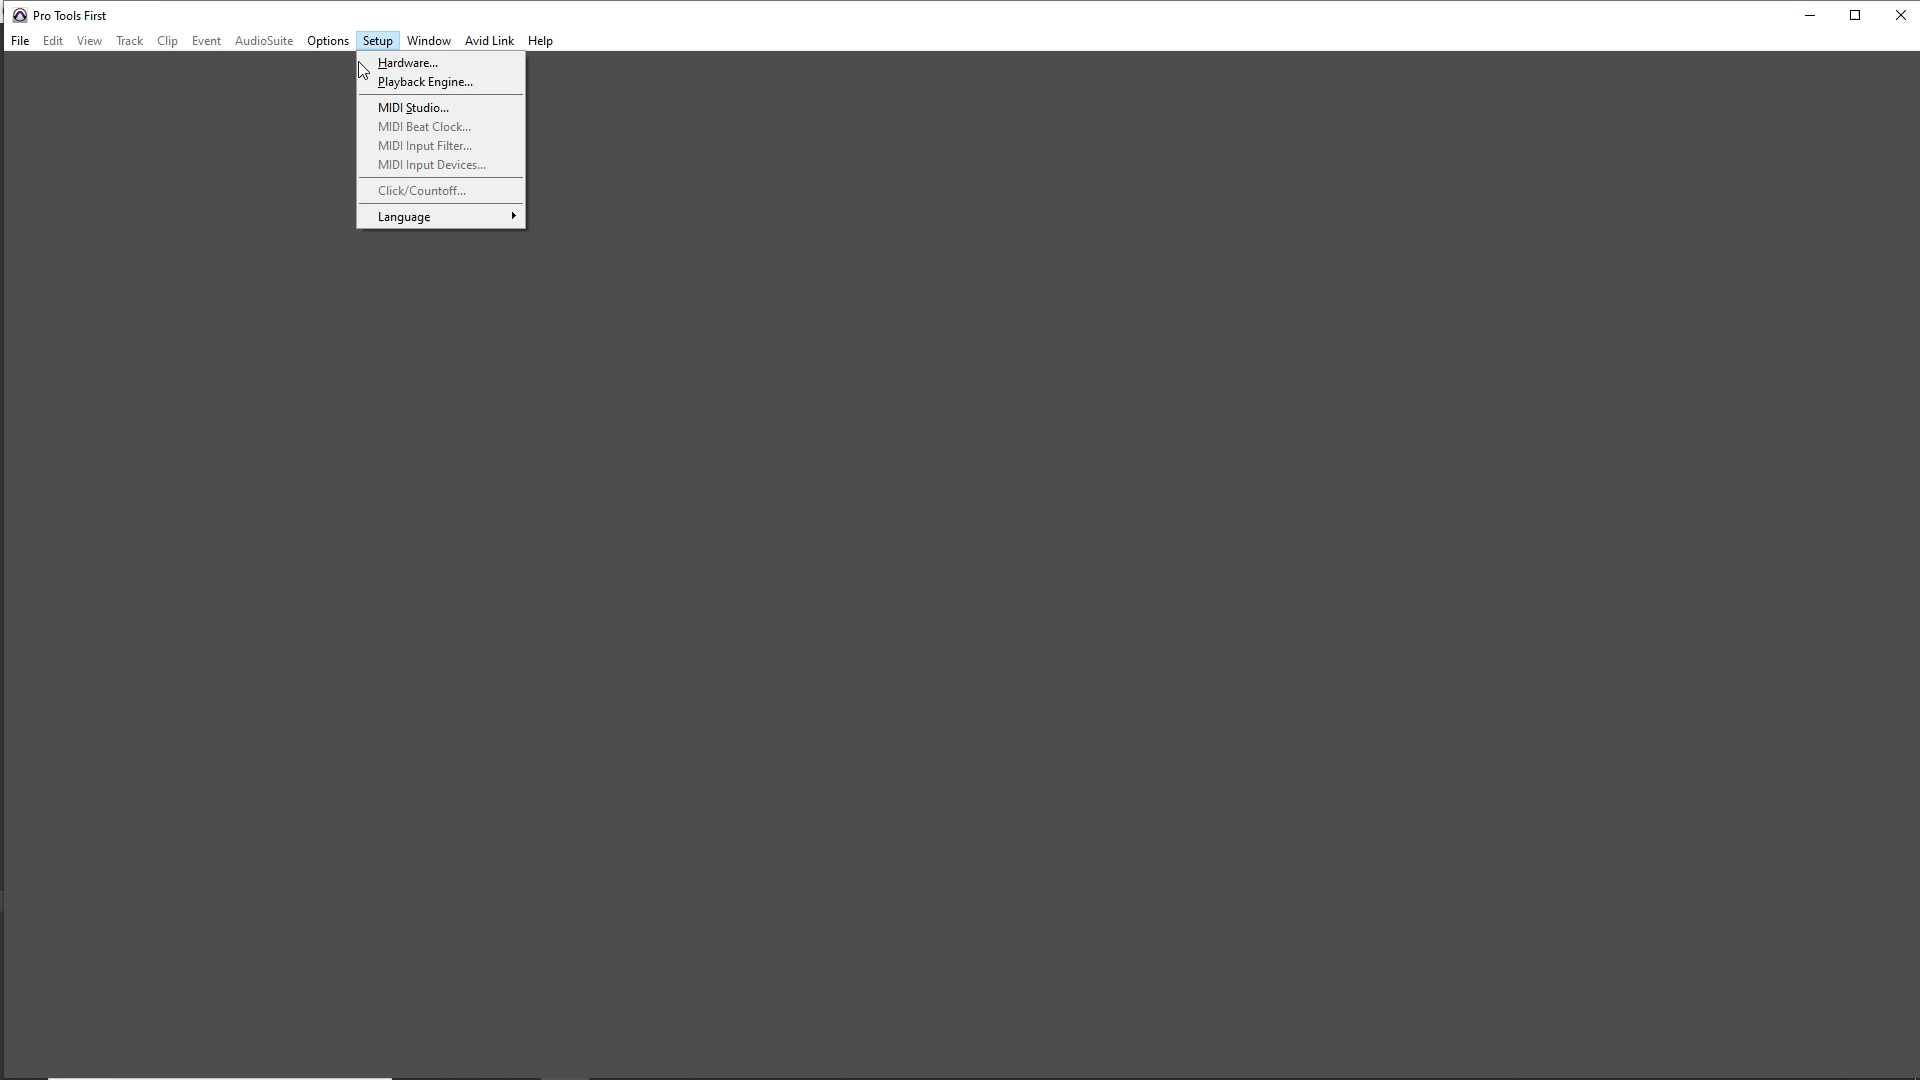 Pro Tools First
File Edit View Track Clip Event AudioSuite Options Setup Window Avid Link Help
Hardware...
Playback Engine...
MIDI Studio...
MIDI Beat Clock...
MIDI Input Filter...
MIDI Input Devices...
Click/Countoff...
Language